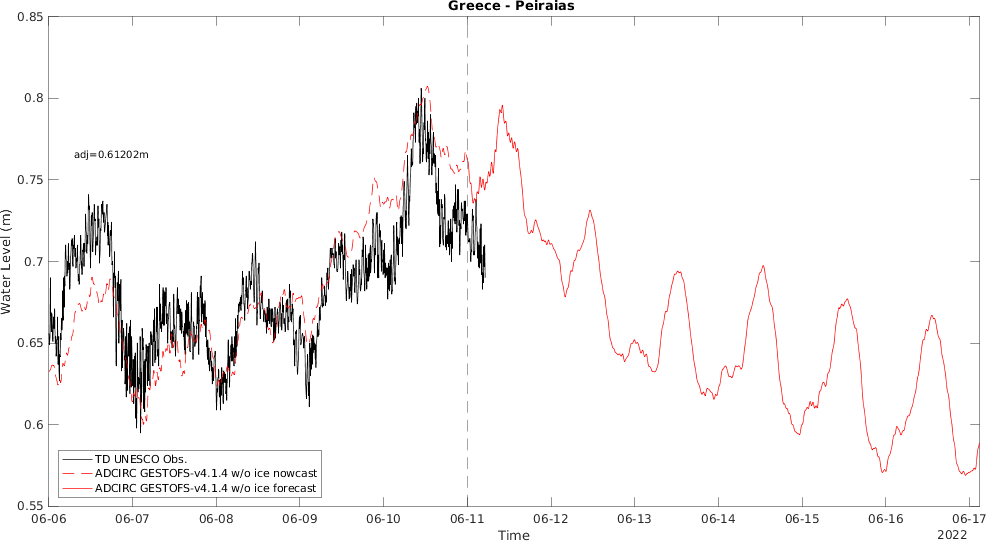 Greece - Peiraias
0.85
0.8
0.75
0.7
0.65
0.6
0.55
Water Level (m)
adj=0.61202m
TD UNESCO Obs.
ADCIRC GESTOFS-v4.1.4 w/o ice nowcast
ADCIRC GESTOFS-v4.1.4 w/o ice forecast
06-06 06-07 06-08 06-09 06-10 06-11 06-12 06-13 06-14 06-15 06-16 06-17
Time
2022